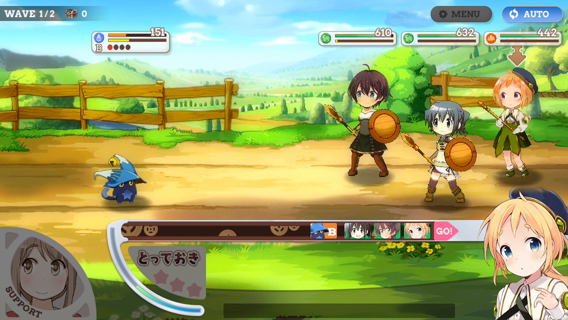 WAVE 1/2 0
MENU
AUTO
151
B
610
632
442
B
GO!
とっておき
SUPPORT